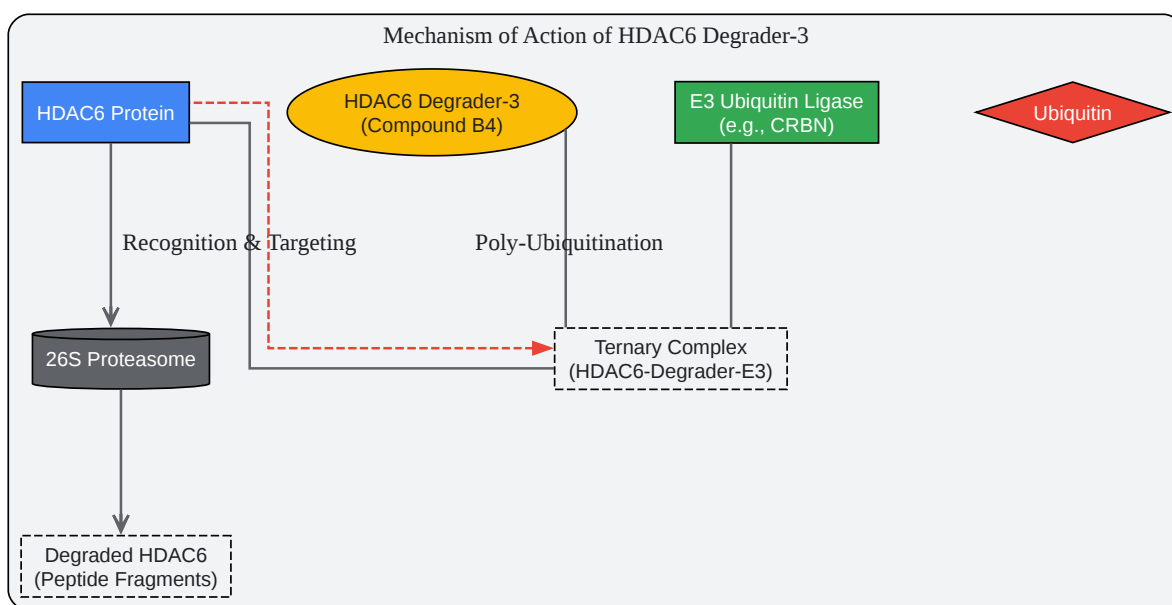 Mechanism of Action of HDAC6 Degrader-3
HDAC6 Protein
HDAC6 Degrader-3
(Compound B4)
E3 Ubiquitin Ligase
(e.g., CRBN)
Ubiquitin
Recognition & Targeting
Poly-Ubiquitination
26S Proteasome
Ternary Complex
(HDAC6-Degrader-E3)
Degraded HDAC6
(Peptide Fragments)